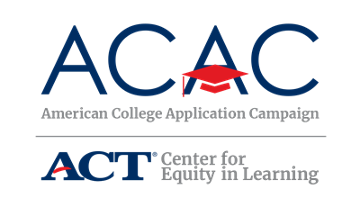 ACAC
American College Application Campaign
ACT® Center for
Equity in Learning